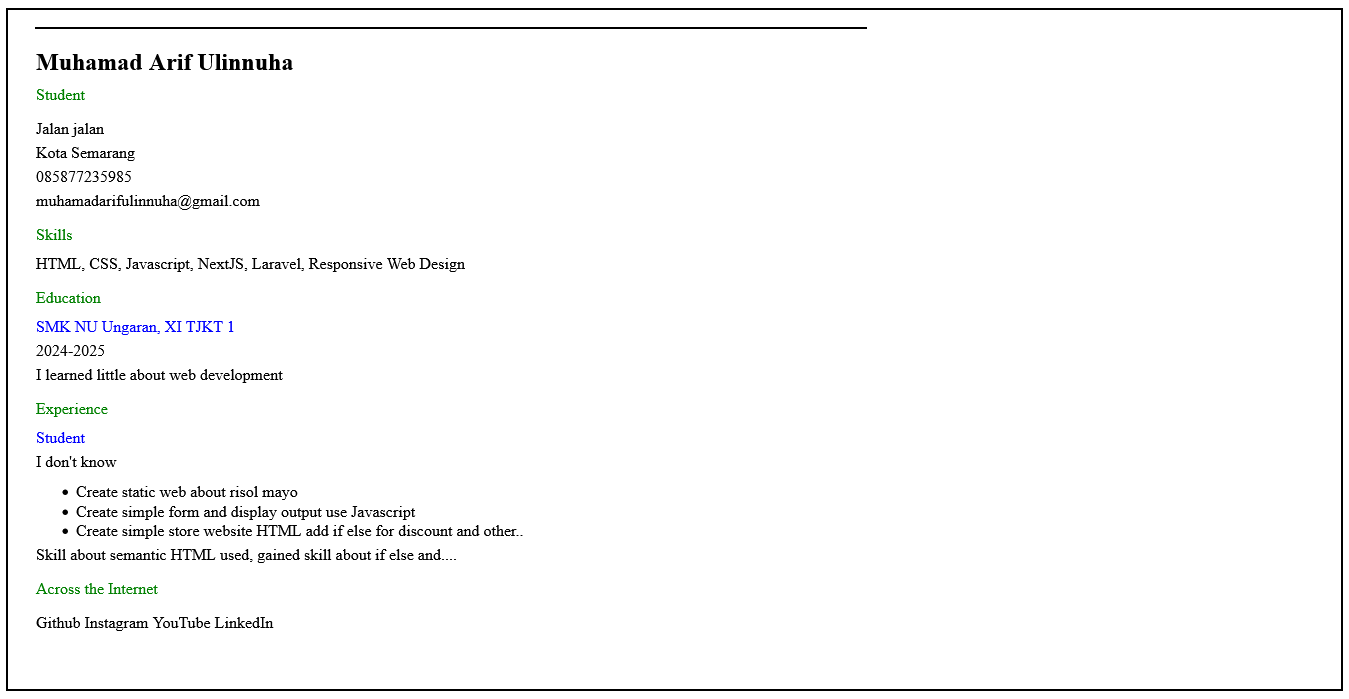 Muhamad Arif Ulinnuha
Student
Jalan jalan
Kota Semarang
085877235985
muhamadarifulinnuha@gmail.com
Skills
HTML, CSS, Javascript, NextJS, Laravel, Responsive Web Design
Education
SMK NU Ungaran, XI TJKT 1
2024-2025
I learned little about web development
Experience
Student
I don't know
• Create static web about risol mayo
• Create simple form and display output use Javascript
• Create simple store website HTML add if else for discount and other..
Skill about semantic HTML used, gained skill about if else and....
Across the Internet
Github Instagram YouTube LinkedIn